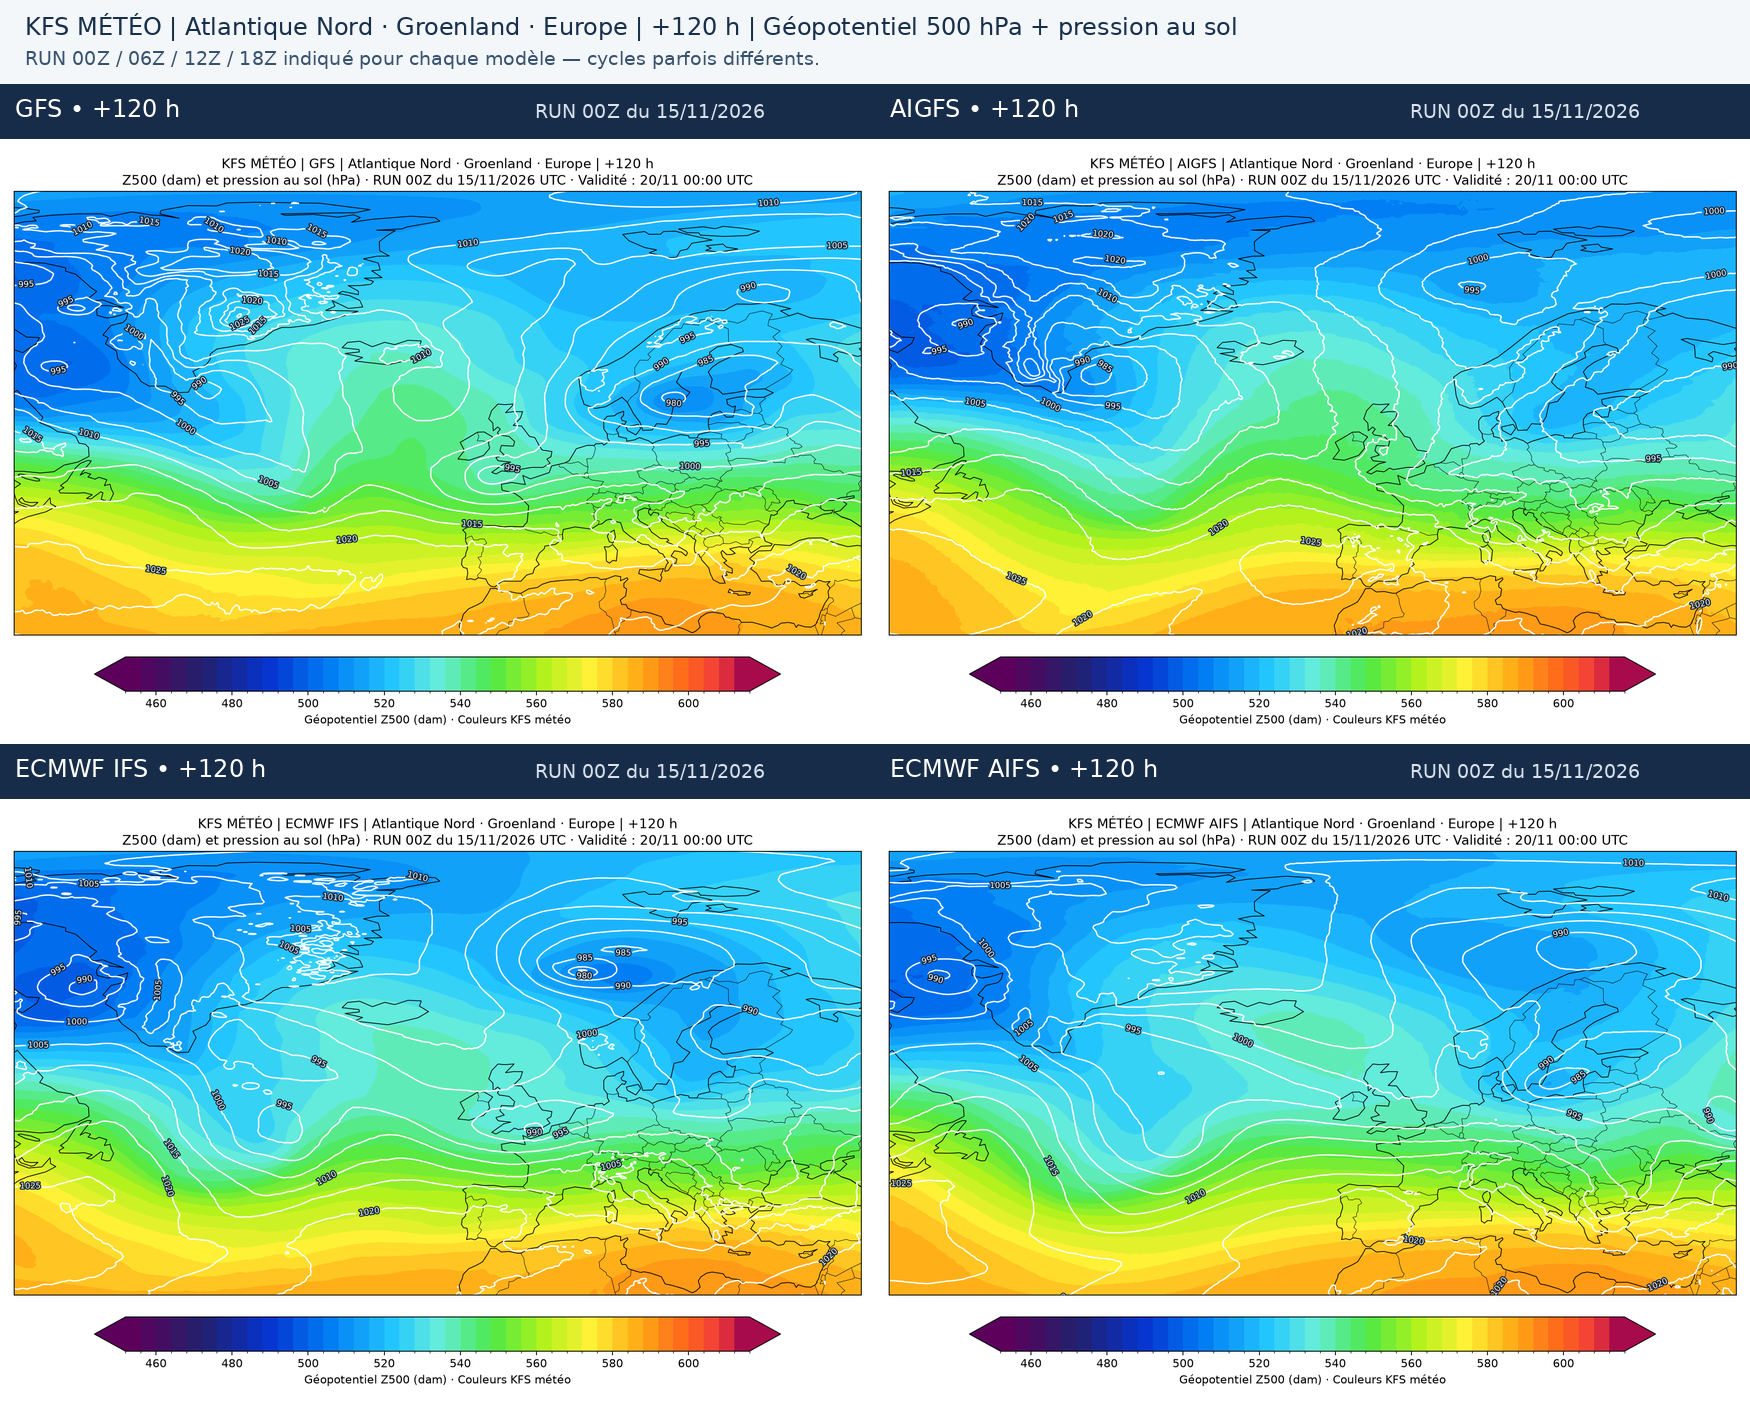 KFS MÉTÉO | Atlantique Nord · Groenland · Europe | +120 h | Géopotentiel 500 hPa + pression au sol
RUN 00Z / 06Z / 12Z / 18Z indiqué pour chaque modèle — cycles parfois différents.
GFS • +120 h
RUN 00Z du 15/11/2026
AIGFS • +120 h
RUN 00Z du 15/11/2026
KFS MÉTÉO | GFS | Atlantique Nord · Groenland · Europe | +120 h
Z500 (dam) et pression au sol (hPa) · RUN 00Z du 15/11/2026 UTC · Validité : 20/11 00:00 UTC
KFS MÉTÉO | AIGFS | Atlantique Nord · Groenland · Europe | +120 h
Z500 (dam) et pression au sol (hPa) · RUN 00Z du 15/11/2026 UTC · Validité : 20/11 00:00 UTC
460 480 500 520 540 560 580 600
Géopotentiel Z500 (dam) · Couleurs KFS météo
460 480 500 520 540 560 580 600
Géopotentiel Z500 (dam) · Couleurs KFS météo
ECMWF IFS • +120 h
RUN 00Z du 15/11/2026
ECMWF AIFS • +120 h
RUN 00Z du 15/11/2026
KFS MÉTÉO | ECMWF IFS | Atlantique Nord · Groenland · Europe | +120 h
Z500 (dam) et pression au sol (hPa) · RUN 00Z du 15/11/2026 UTC · Validité : 20/11 00:00 UTC
KFS MÉTÉO | ECMWF AIFS | Atlantique Nord · Groenland · Europe | +120 h
Z500 (dam) et pression au sol (hPa) · RUN 00Z du 15/11/2026 UTC · Validité : 20/11 00:00 UTC
460 480 500 520 540 560 580 600
Géopotentiel Z500 (dam) · Couleurs KFS météo
460 480 500 520 540 560 580 600
Géopotentiel Z500 (dam) · Couleurs KFS météo